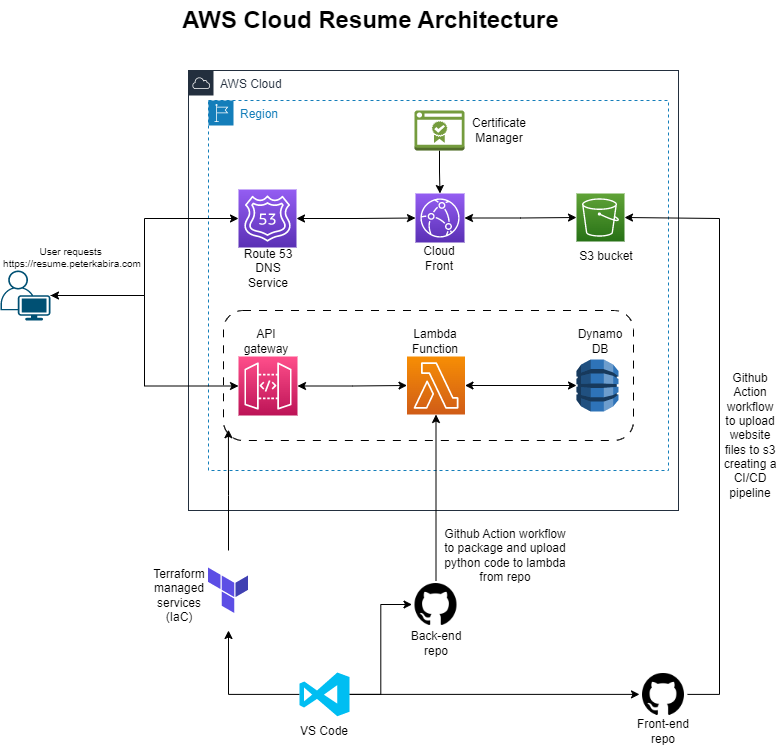 AWS Cloud Resume Architecture
AWS Cloud
Region
Certificate
Manager
53
Route 53
DNS
Service
Cloud
Front
S3 bucket
User requests
https://resume.peterkabira.com
API
gateway
</>
Lambda
Function
Dynamo
DB
Github
Action
workflow
to upload
website
files to s3
creating a
CI/CD
pipeline
Github Action workflow
to package and upload
python code to lambda
from repo
Terraform
managed
services
(IaC)
Back-end
repo
VS Code
Front-end
repo